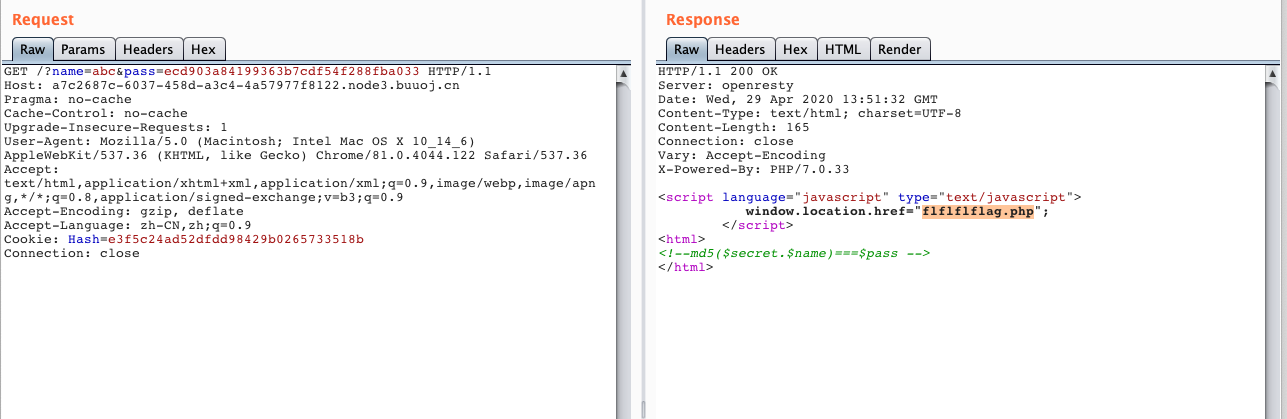 Request
Raw Params Headers Hex
GET /?name=abc&pass=ecd903a84199363b7cdf54f288fba033 HTTP/1.1
Host: a7c2687c-6037-458d-a3c4-4a57977f8122.node3.buuoj.cn
Pragma: no-cache
Cache-Control: no-cache
Upgrade-Insecure-Requests: 1
User-Agent: Mozilla/5.0 (Macintosh; Intel Mac OS X 10_14_6)
AppleWebKit/537.36 (KHTML, like Gecko) Chrome/81.0.4044.122 Safari/537.36
Accept:
text/html,application/xhtml+xml,application/xml;q=0.9,image/webp,image/apn
g,*/*;q=0.8,application/signed-exchange;v=b3;q=0.9
Accept-Encoding: gzip, deflate
Accept-Language: zh-CN,zh;q=0.9
Cookie: Hash=e3f5c24ad52dfdd98429b0265733518b
Connection: close
Response
Raw Headers Hex HTML Render
HTTP/1.1 200 OK
Server: openresty
Date: Wed, 29 Apr 2020 13:51:32 GMT
Content-Type: text/html; charset=UTF-8
Content-Length: 165
Connection: close
Vary: Accept-Encoding
X-Powered-By: PHP/7.0.33
<script language="javascript" type="text/javascript">
window.location.href="flflflflag.php";
</script>
<html>
<!--md5($secret.$name)===$pass -->
</html>